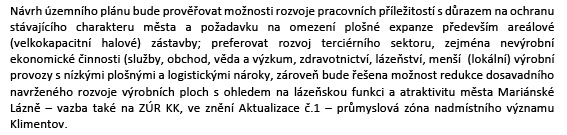 Návrh územního plánu bude prověřovat možnosti rozvoje pracovních příležitostí s důrazem na ochranu
stávajícího charakteru města a požadavku na omezení plošné expanze především areálové
(velkokapacitní halové) zástavby; preferovat rozvoj terciérního sektoru, zejména nevýrobní
ekonomické činnosti (služby, obchod, věda a výzkum, zdravotnictví, lázeňství, menší (lokální) výrobní
provozy s nízkými plošnými a logistickými nároky, zároveň bude řešena možnost redukce dosavadního
navrženého rozvoje výrobních ploch s ohledem na lázeňskou funkci a atraktivitu města Mariánské
Lázně – vazba také na ZÚR KK, ve znění Aktualizace č.1 – průmyslová zóna nadmístního významu
Klimentov.